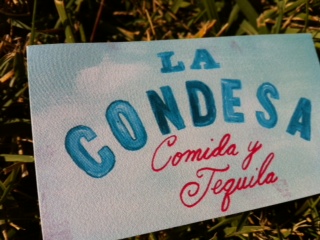 LA
CONDESA
Comida y
Tequila